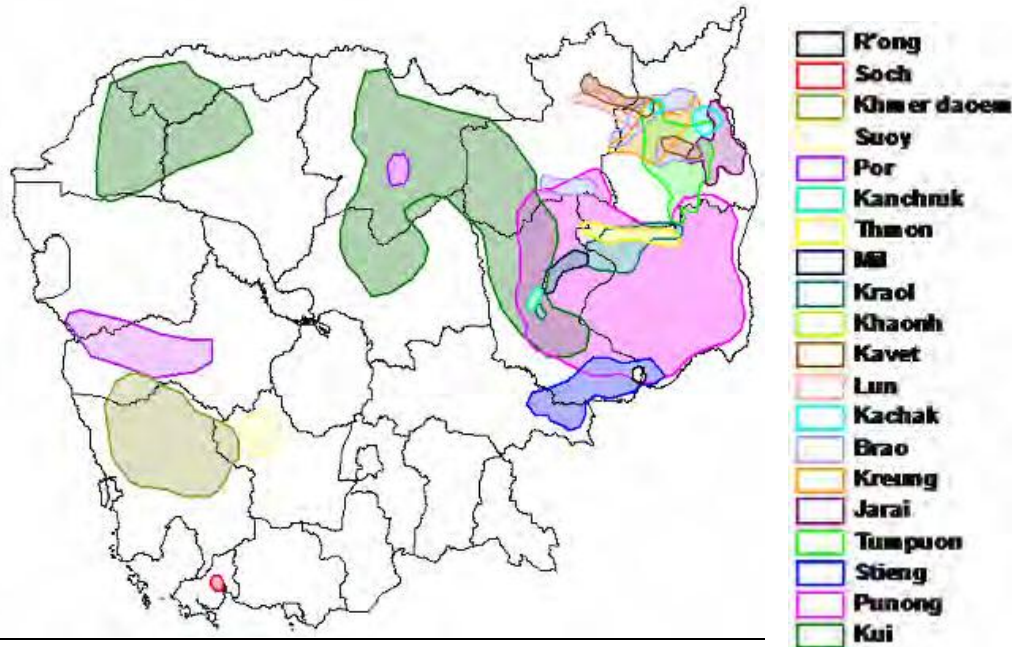 R'ong
Soch
Khmer daoem
Suoy
Por
Kanchruk
Thmon
Mil
Kraol
Khaonh
Kavet
Lun
Kachak
Brao
Kreung
Jarai
Tumpuon
Stieng
Punong
Kui